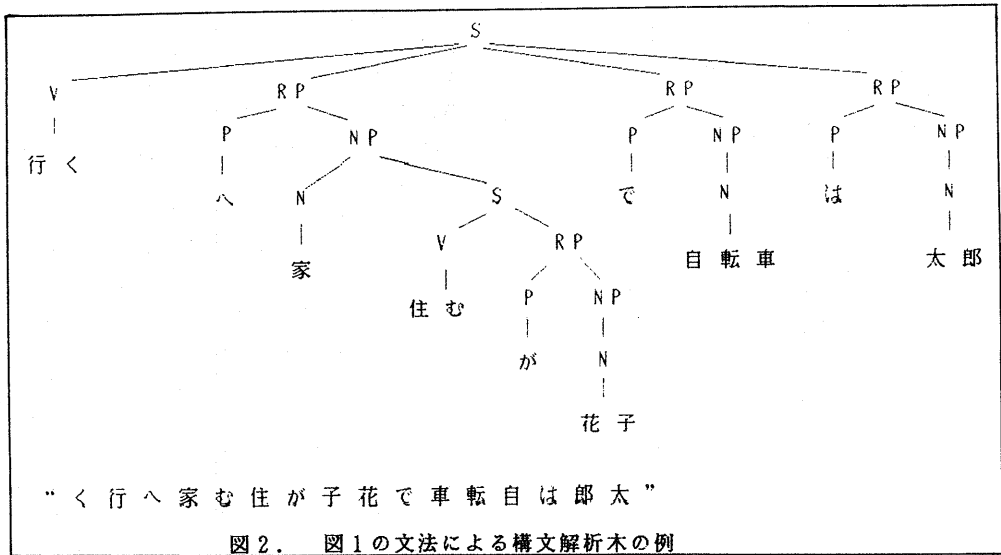 S
V RP RP RP
P NP P NP P NP
行く
へ N S で N は N
家 V RP 自転車 太郎
住む P NP
が N
花子
"く行へ家む住が子花で車転自は郎太"
図2. 図1の文法による構文解析木の例